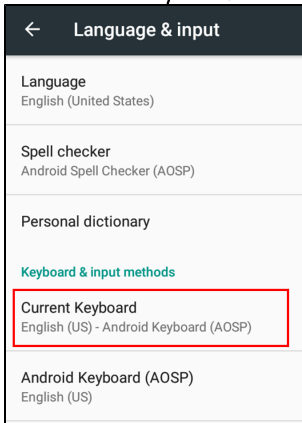 Language & input
Language
English (United States)
Spell checker
Android Spell Checker (AOSP)
Personal dictionary
Keyboard & input methods
Current Keyboard
English (US) - Android Keyboard (AOSP)
Android Keyboard (AOSP)
English (US)